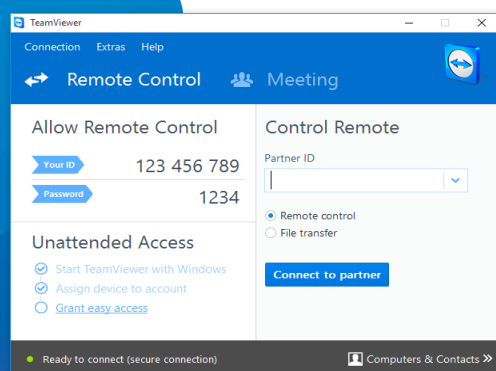 TeamViewer
Connection Extras Help
Remote Control Meeting
Allow Remote Control
Your ID 123 456 789
Password 1234
Unattended Access
Start TeamViewer with Windows
Assign device to account
Grant easy access
Control Remote
Partner ID
Remote control
File transfer
Connect to partner
Ready to connect (secure connection) Computers & Contacts